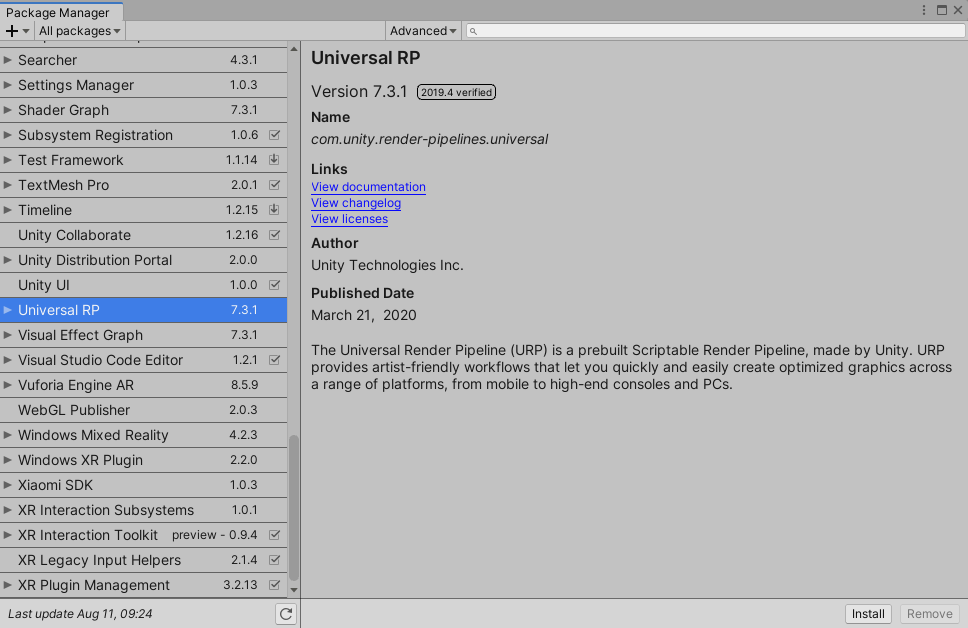 Package Manager
All packages
Advanced
Searcher 4.3.1
Settings Manager 1.0.3
Shader Graph 7.3.1
Subsystem Registration 1.0.6
Test Framework 1.1.14
TextMesh Pro 2.0.1
Timeline 1.2.15
Unity Collaborate 1.2.16
Unity Distribution Portal 2.0.0
Unity UI 1.0.0
Universal RP 7.3.1
Visual Effect Graph 7.3.1
Visual Studio Code Editor 1.2.1
Vuforia Engine AR 8.5.9
WebGL Publisher 2.0.3
Windows Mixed Reality 4.2.3
Windows XR Plugin 2.2.0
Xiaomi SDK 1.0.3
XR Interaction Subsystems 1.0.1
XR Interaction Toolkit preview - 0.9.4
XR Legacy Input Helpers 2.1.4
XR Plugin Management 3.2.13
Last update Aug 11, 09:24
Universal RP
Version 7.3.1 2019.4 verified
Name
com.unity.render-pipelines.universal
Links
View documentation
View changelog
View licenses
Author
Unity Technologies Inc.
Published Date
March 21, 2020
The Universal Render Pipeline (URP) is a prebuilt Scriptable Render Pipeline, made by Unity. URP
provides artist-friendly workflows that let you quickly and easily create optimized graphics across
a range of platforms, from mobile to high-end consoles and PCs.
Install Remove